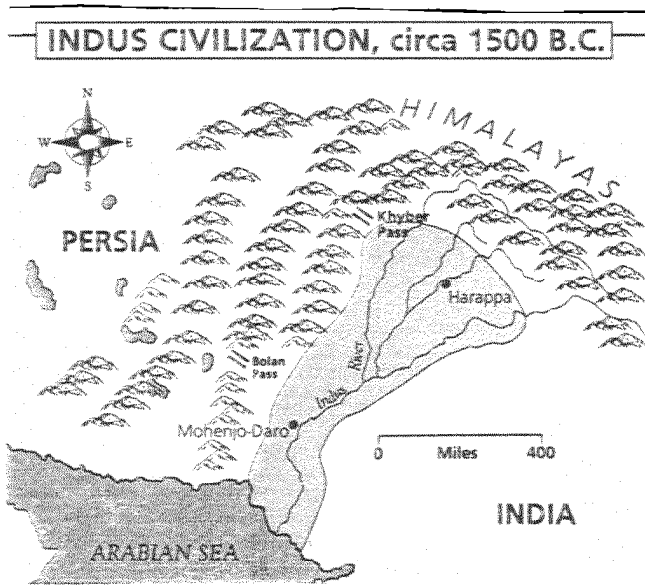 INDUS CIVILIZATION, circa 1500 B.C.
N
W E
S
HIMALAYAS
PERSIA
Khyber
Pass
Harappa
Bolan
Pass
Indus River
Mohenjo-Daro
0 Miles 400
INDIA
ARABIAN SEA